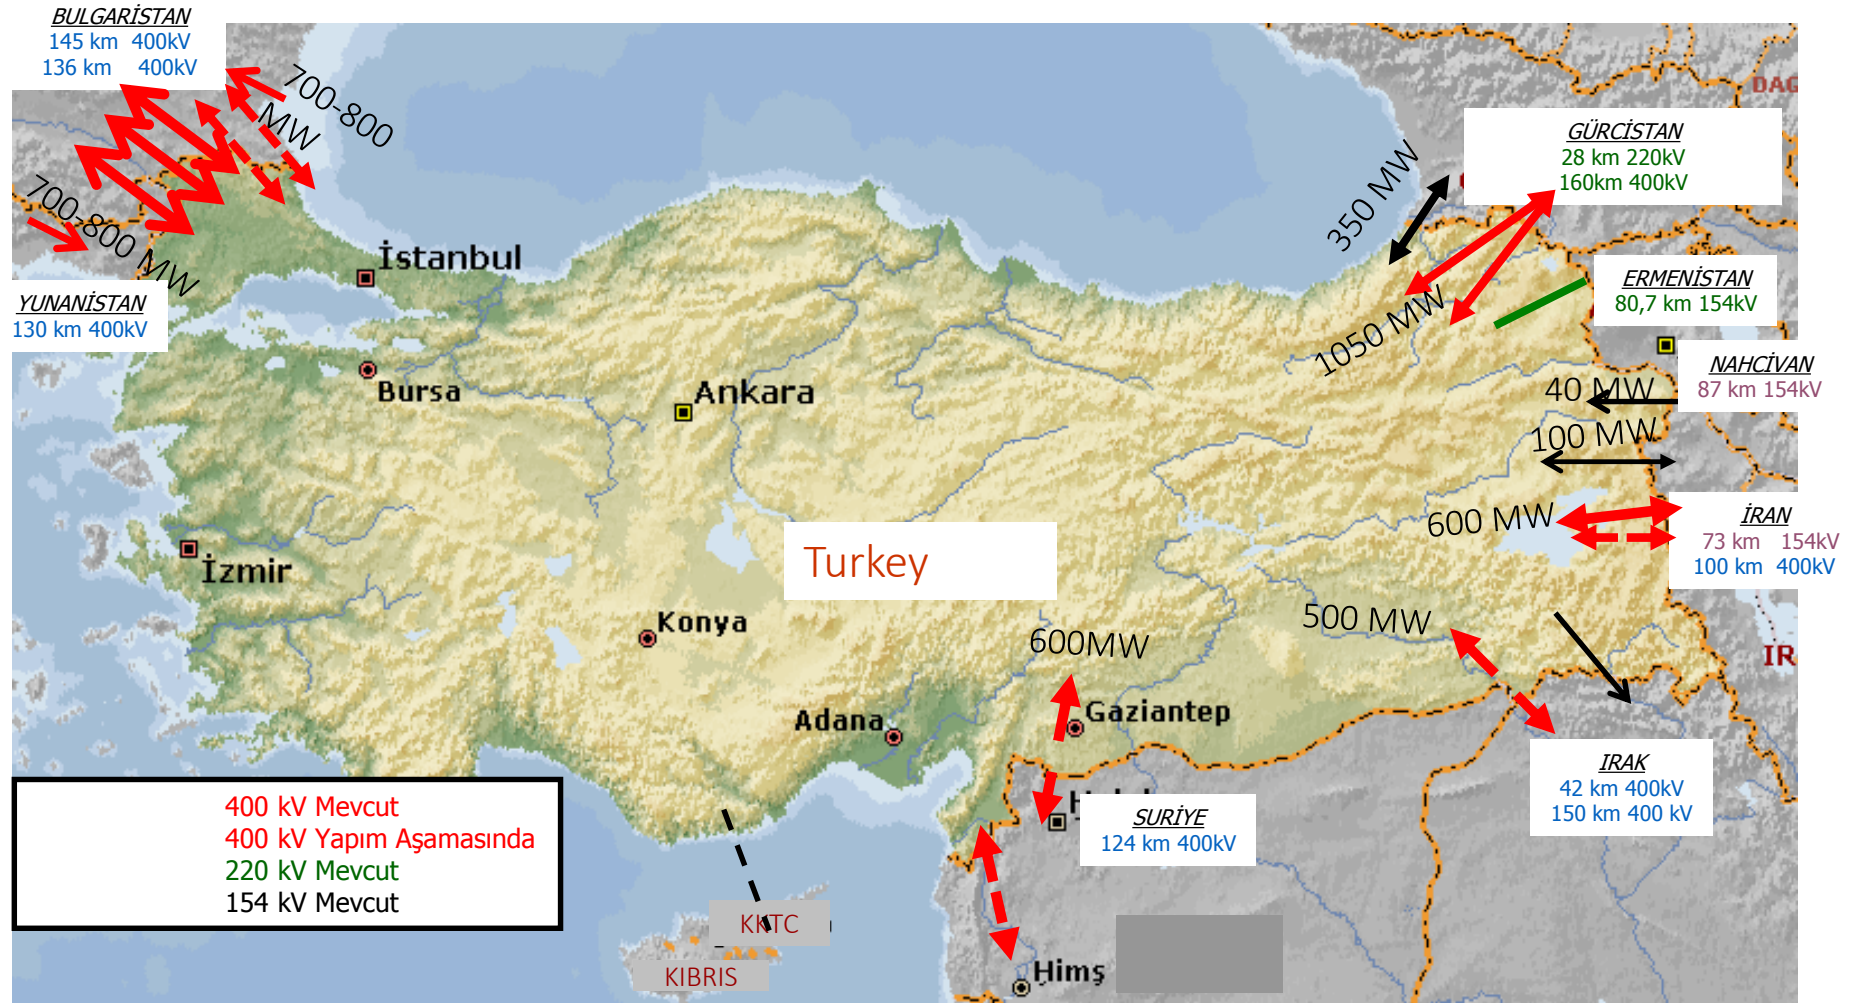 BULGARİSTAN
145 km 400kV
136 km 400kV
700-800
MW
700-800 MW
YUNANİSTAN
130 km 400kV
İstanbul
Bursa
Ankara
İzmir
Konya
Turkey
Adana
Gaziantep
Himş
DAG
350 MW
GÜRCİSTAN
28 km 220kV
160km 400kV
1050 MW
ERMENİSTAN
80,7 km 154kV
NAHCİVAN
87 km 154kV
40 MW
100 MW
600 MW
İRAN
73 km 154kV
100 km 400kV
500 MW
IR
600MW
IRAK
42 km 400kV
150 km 400 kV
SURİYE
124 km 400kV
400 kV Mevcut
400 kV Yapım Aşamasında
220 kV Mevcut
154 kV Mevcut
KKTC
KIBRIS